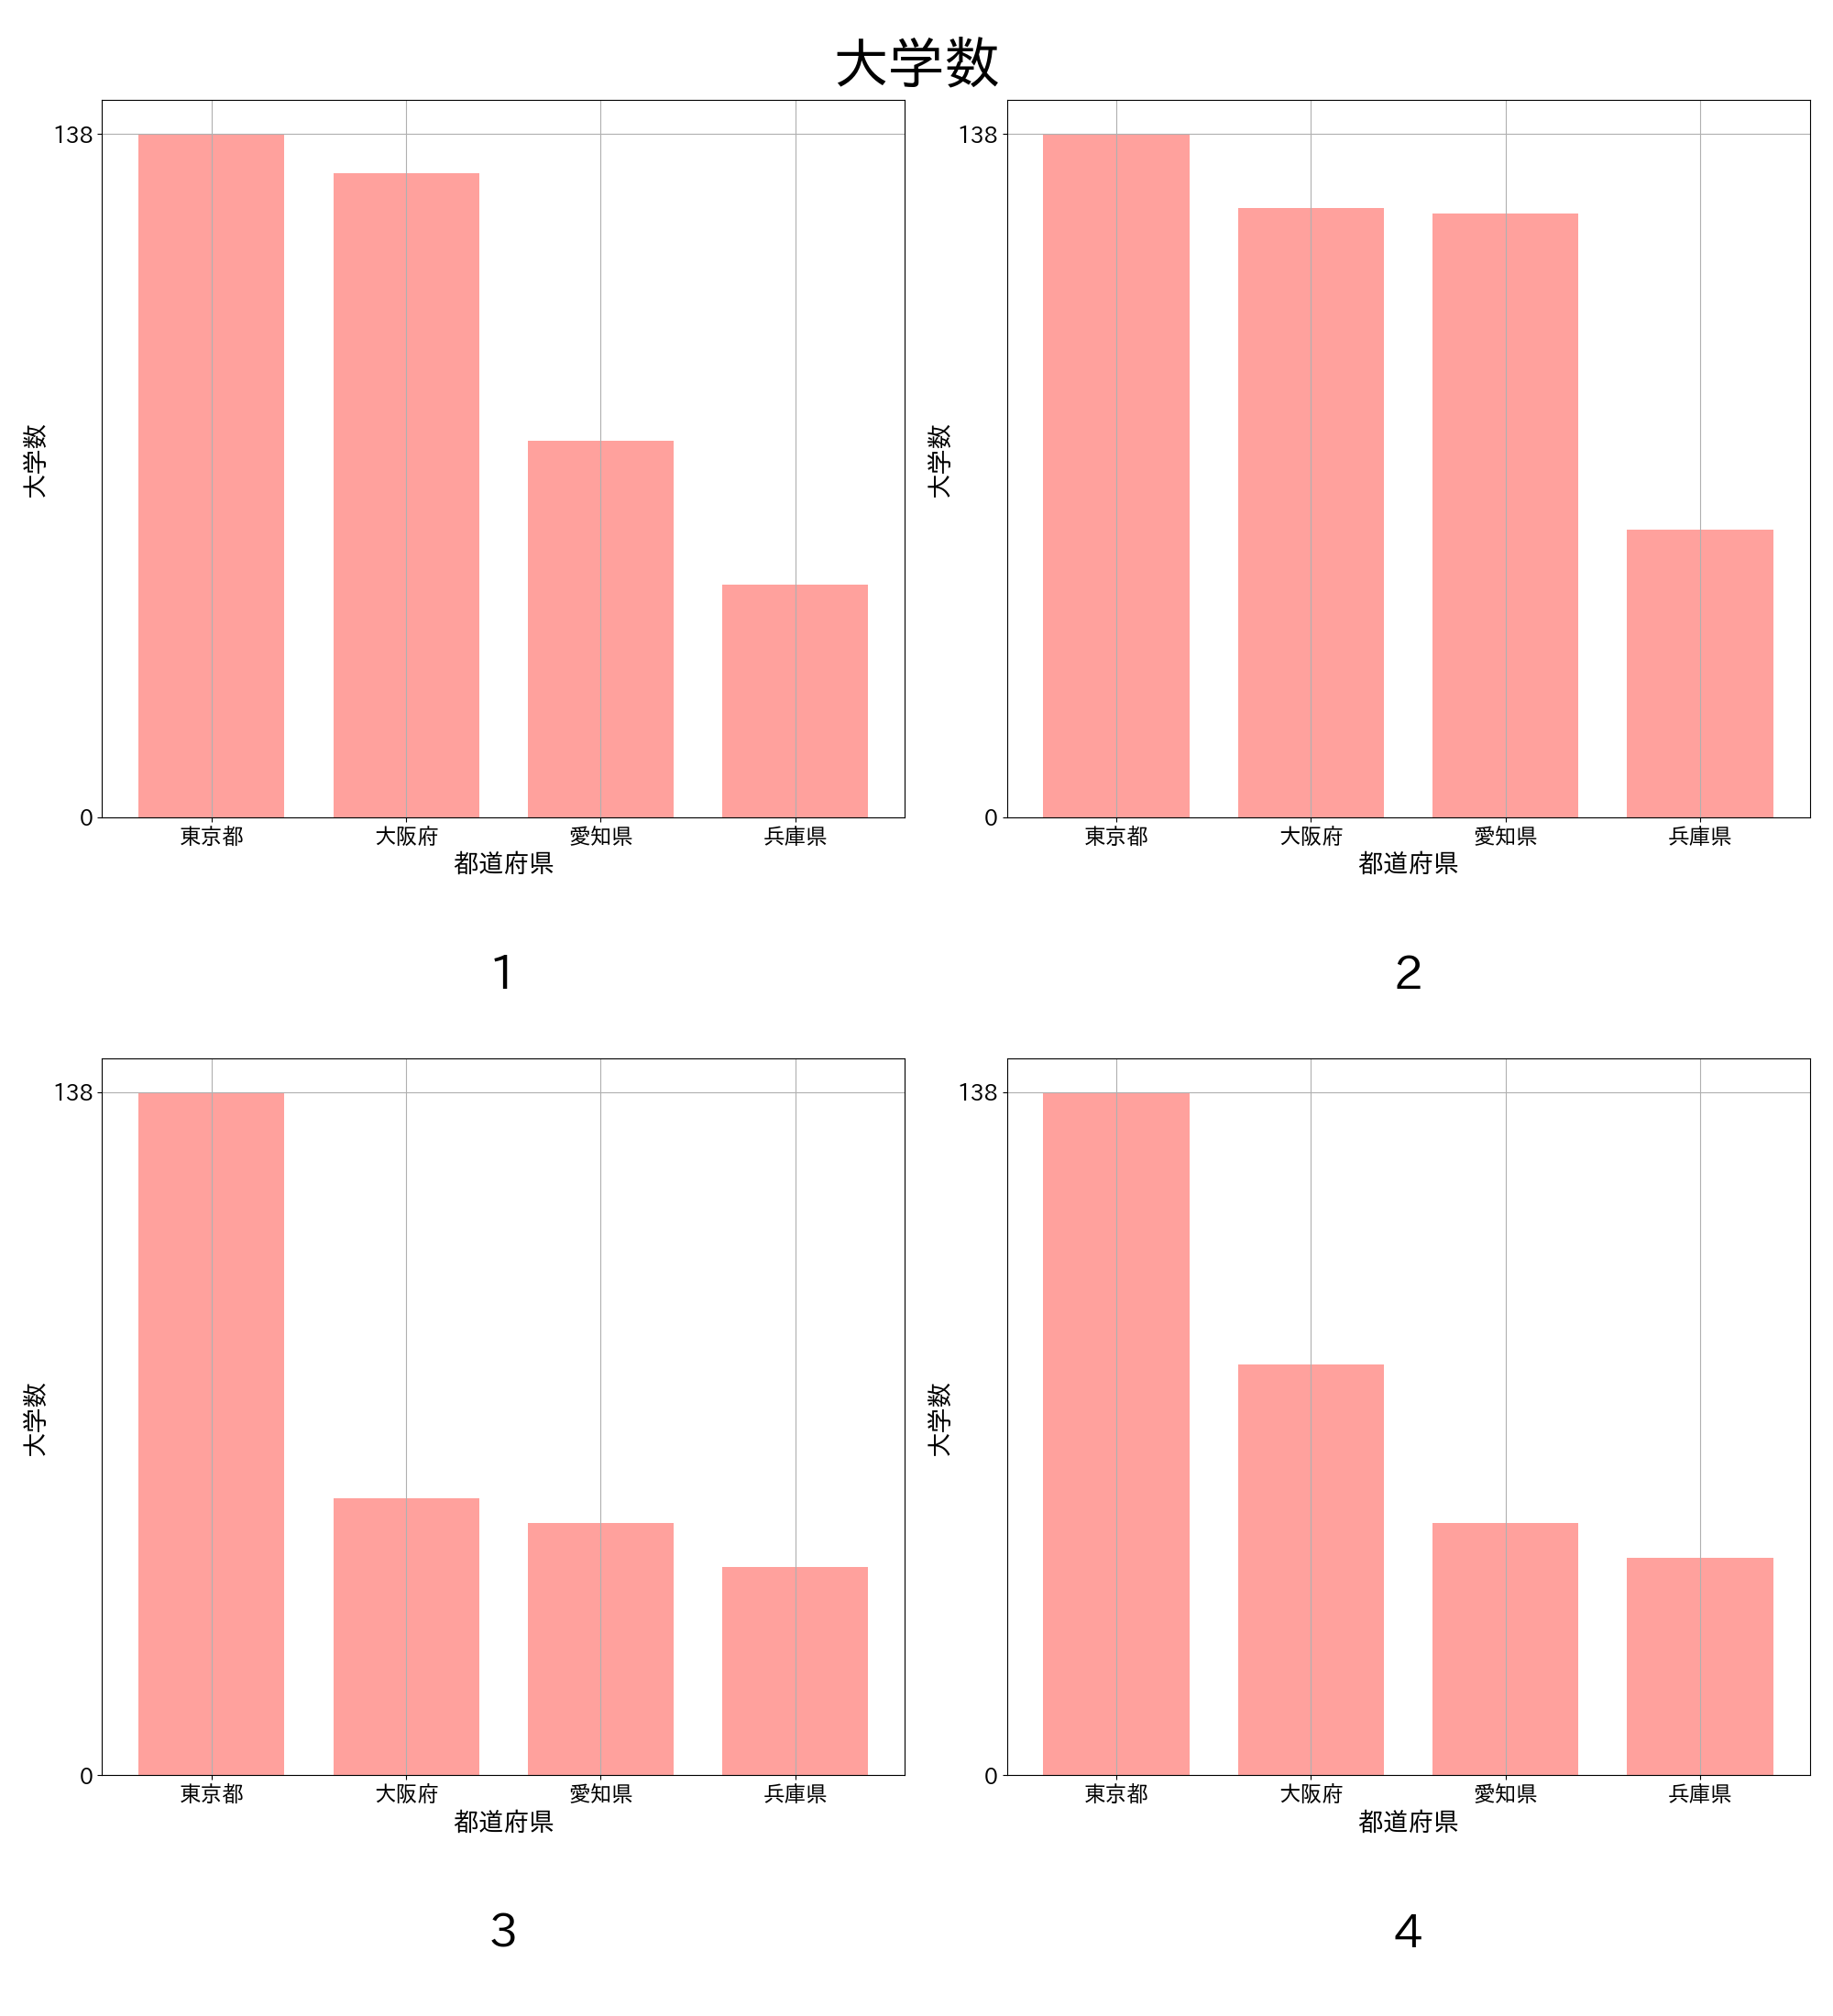 大学数
138
0
大学数
東京都 大阪府 愛知県 兵庫県
都道府県
1
138
0
大学数
東京都 大阪府 愛知県 兵庫県
都道府県
2
138
0
大学数
東京都 大阪府 愛知県 兵庫県
都道府県
3
138
0
大学数
東京都 大阪府 愛知県 兵庫県
都道府県
4